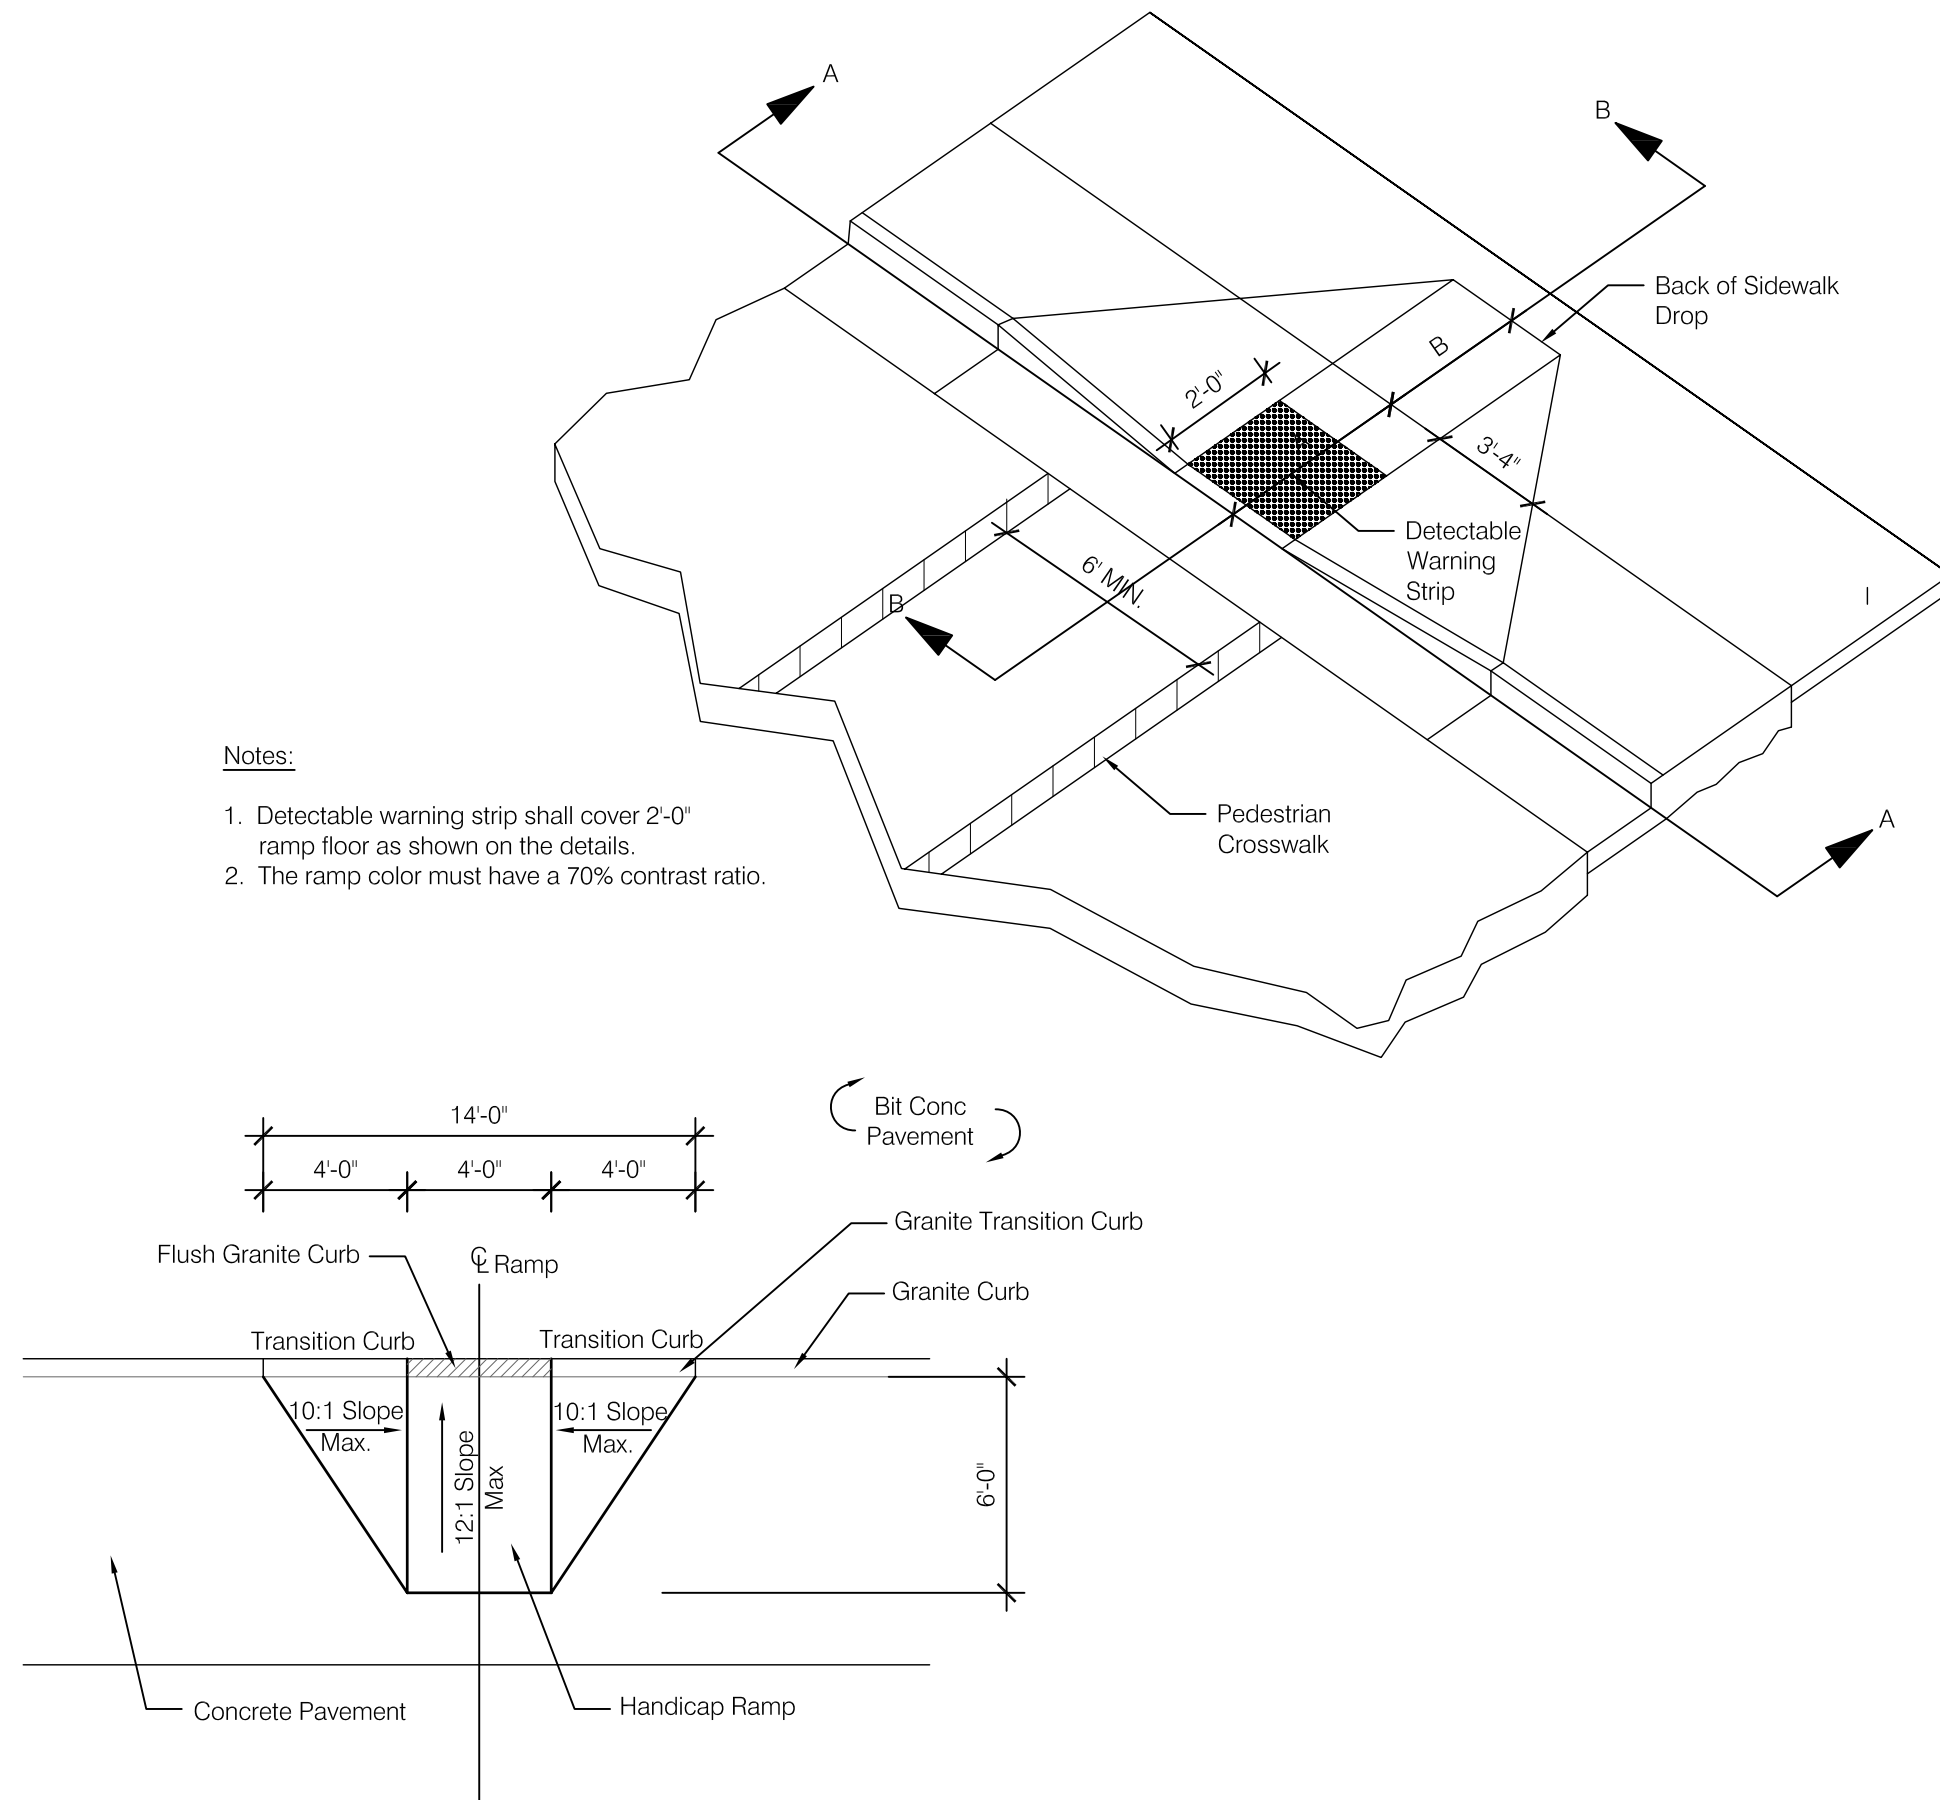 A
B
Back of Sidewalk
Drop
B
2'-0"
3'-4"
Detectable
Warning
Strip
6' MIN.
B
Pedestrian
Crosswalk
A
Notes:
1. Detectable warning strip shall cover 2'-0"
ramp floor as shown on the details.
2. The ramp color must have a 70% contrast ratio.
14'-0"
4'-0" 4'-0" 4'-0"
Bit Conc
Pavement
Granite Transition Curb
Flush Granite Curb
℄ Ramp
Granite Curb
Transition Curb Transition Curb
10:1 Slope
Max.
10:1 Slope
Max.
12:1 Slope
Max
6'-0"
Concrete Pavement
Handicap Ramp